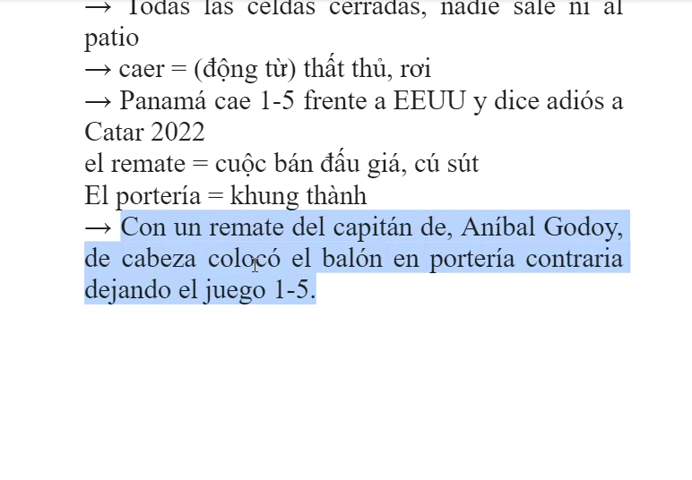 → Todas las celdas cerradas, nadie sale ni al
patio
→ caer = (động từ) thất thủ, rơi
→ Panamá cae 1-5 frente a EEUU y dice adiós a
Catar 2022
el remate = cuộc bán đấu giá, cú sút
El portería = khung thành
→ Con un remate del capitán de, Aníbal Godoy,
de cabeza colocó el balón en portería contraria
dejando el juego 1-5.